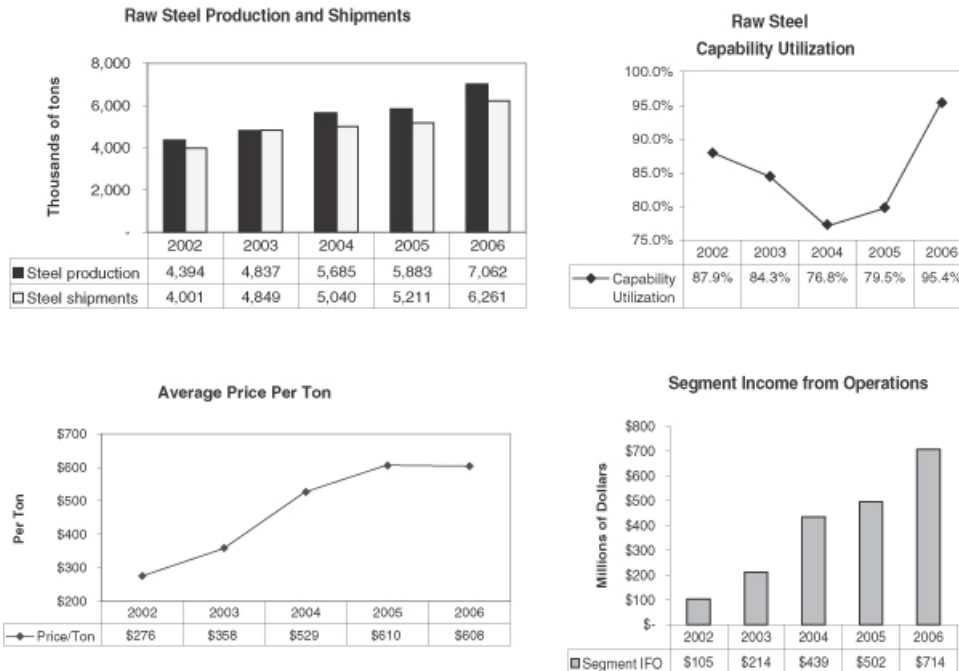 Raw Steel Production and Shipments
Thousands of tons
8,000
6,000
4,000
2,000
-
2002 2003 2004 2005 2006
Steel production 4,394 4,837 5,685 5,883 7,062
Steel shipments 4,001 4,849 5,040 5,211 6,261
Raw Steel
Capability Utilization
100.0%
95.0%
90.0%
85.0%
80.0%
75.0%
2002 2003 2004 2005 2006
Capability 87.9% 84.3% 76.8% 79.5% 95.4%
Utilization
Average Price Per Ton
Per Ton
$700
$600
$500
$400
$300
$200
2002 2003 2004 2005 2006
Price/Ton $276 $358 $529 $610 $608
Segment Income from Operations
Millions of Dollars
$800
$700
$600
$500
$400
$300
$200
$100
$-
2002 2003 2004 2005 2006
Segment IFO $105 $214 $439 $502 $714